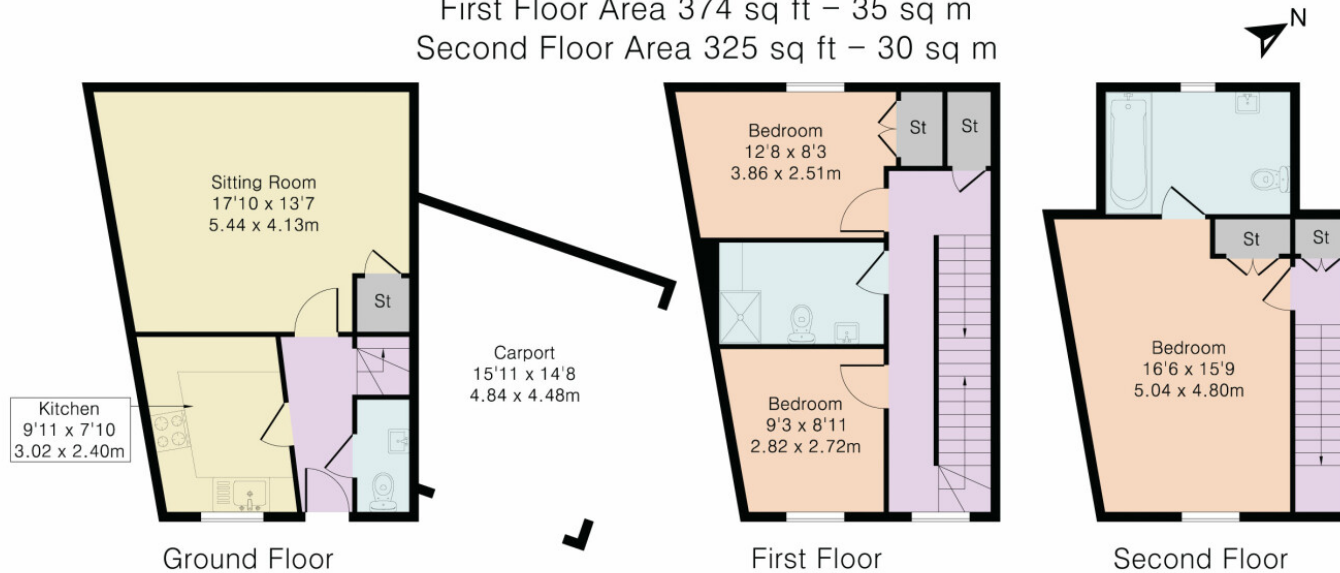 First Floor Area 374 sq ft – 35 sq m
Second Floor Area 325 sq ft – 30 sq m
N
Sitting Room
17'10 x 13'7
5.44 x 4.13m
St
Kitchen
9'11 x 7'10
3.02 x 2.40m
Carport
15'11 x 14'8
4.84 x 4.48m
Ground Floor
Bedroom
12'8 x 8'3
3.86 x 2.51m
St
St
Bedroom
9'3 x 8'11
2.82 x 2.72m
First Floor
St
St
Bedroom
16'6 x 15'9
5.04 x 4.80m
Second Floor